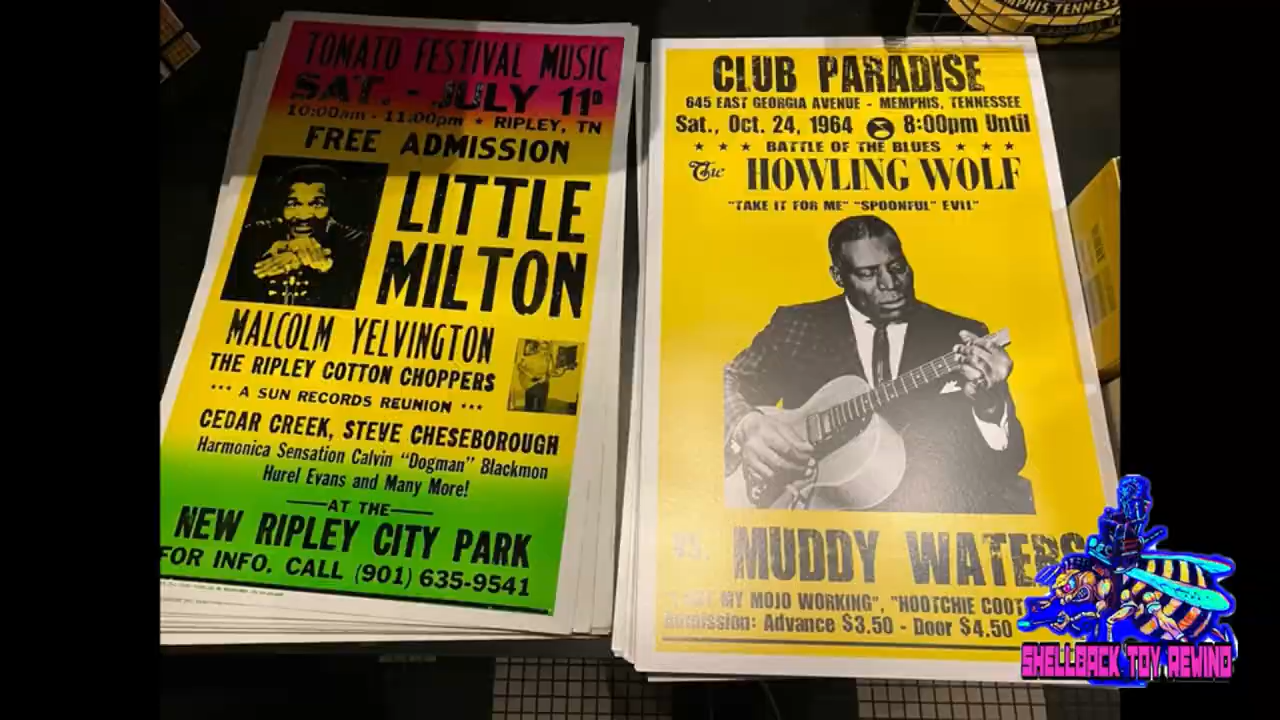 TOMATO FESTIVAL MUSIC
SAT. - JULY 11th
10:00am - 11:00pm ★ RIPLEY, TN
FREE ADMISSION
LITTLE
MILTON
MALCOLM YELVINGTON
THE RIPLEY COTTON CHOPPERS
••• A SUN RECORDS REUNION •••
CEDAR CREEK, STEVE CHESEBOROUGH
Harmonica Sensation Calvin "Dogman" Blackmon
Hurel Evans and Many More!
AT THE
NEW RIPLEY CITY PARK
FOR INFO. CALL (901) 635-9541
CLUB PARADISE
645 EAST GEORGIA AVENUE - MEMPHIS, TENNESSEE
Sat., Oct. 24, 1964 8:00pm Until
★ ★ ★ BATTLE OF THE BLUES ★ ★ ★
The HOWLING WOLF
"TAKE IT FOR ME" "SPOONFUL" EVIL"
VS. MUDDY WATERS
MY MOJO WORKING", "HOOTCHIE COOT
Admission: Advance $3.50 - Door $4.50
MPHIS TENNESS
SHELLBACK TOY REWIND